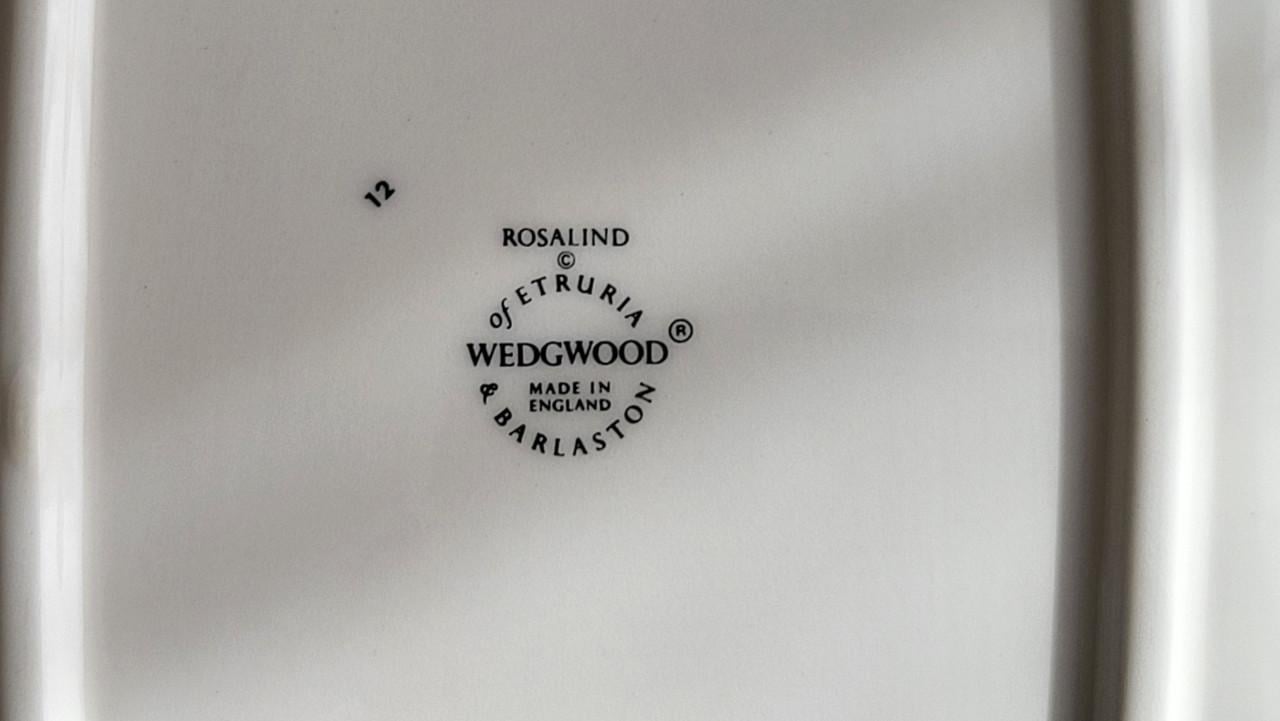 12
ROSALIND
©
of ETRURIA
WEDGWOOD®
MADE IN
ENGLAND
& BARLASTON